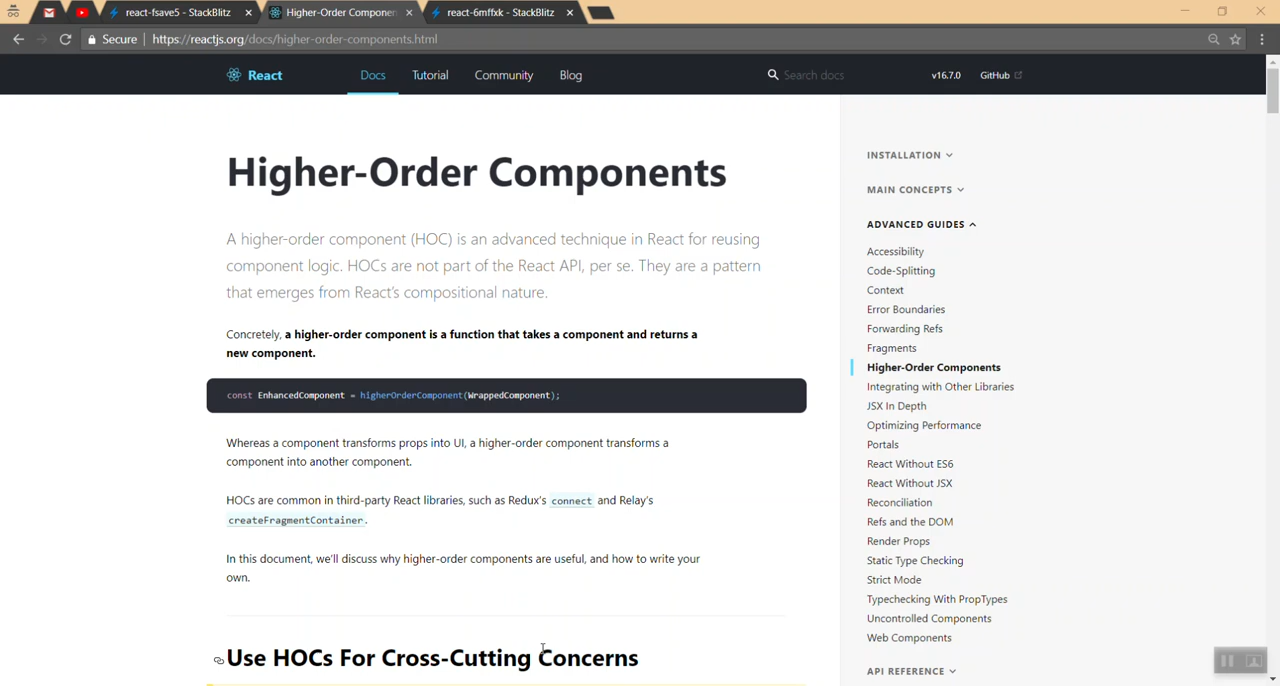 react-fsave5 - StackBlitz
Higher-Order Componen
react-6mffxk - StackBlitz
Secure
https://reactjs.org/docs/higher-order-components.html
React
Docs
Tutorial
Community
Blog
Search docs
v16.7.0
GitHub
Higher-Order Components
A higher-order component (HOC) is an advanced technique in React for reusing
component logic. HOCs are not part of the React API, per se. They are a pattern
that emerges from React's compositional nature.
Concretely, a higher-order component is a function that takes a component and returns a
new component.
const EnhancedComponent = higherOrderComponent(WrappedComponent);
Whereas a component transforms props into UI, a higher-order component transforms a
component into another component.
HOCs are common in third-party React libraries, such as Redux's connect and Relay's
createFragmentContainer.
In this document, we'll discuss why higher-order components are useful, and how to write your
own.
Use HOCs For Cross-Cutting Concerns
INSTALLATION
MAIN CONCEPTS
ADVANCED GUIDES
Accessibility
Code-Splitting
Context
Error Boundaries
Forwarding Refs
Fragments
Higher-Order Components
Integrating with Other Libraries
JSX In Depth
Optimizing Performance
Portals
React Without ES6
React Without JSX
Reconciliation
Refs and the DOM
Render Props
Static Type Checking
Strict Mode
Typechecking With PropTypes
Uncontrolled Components
Web Components
API REFERENCE